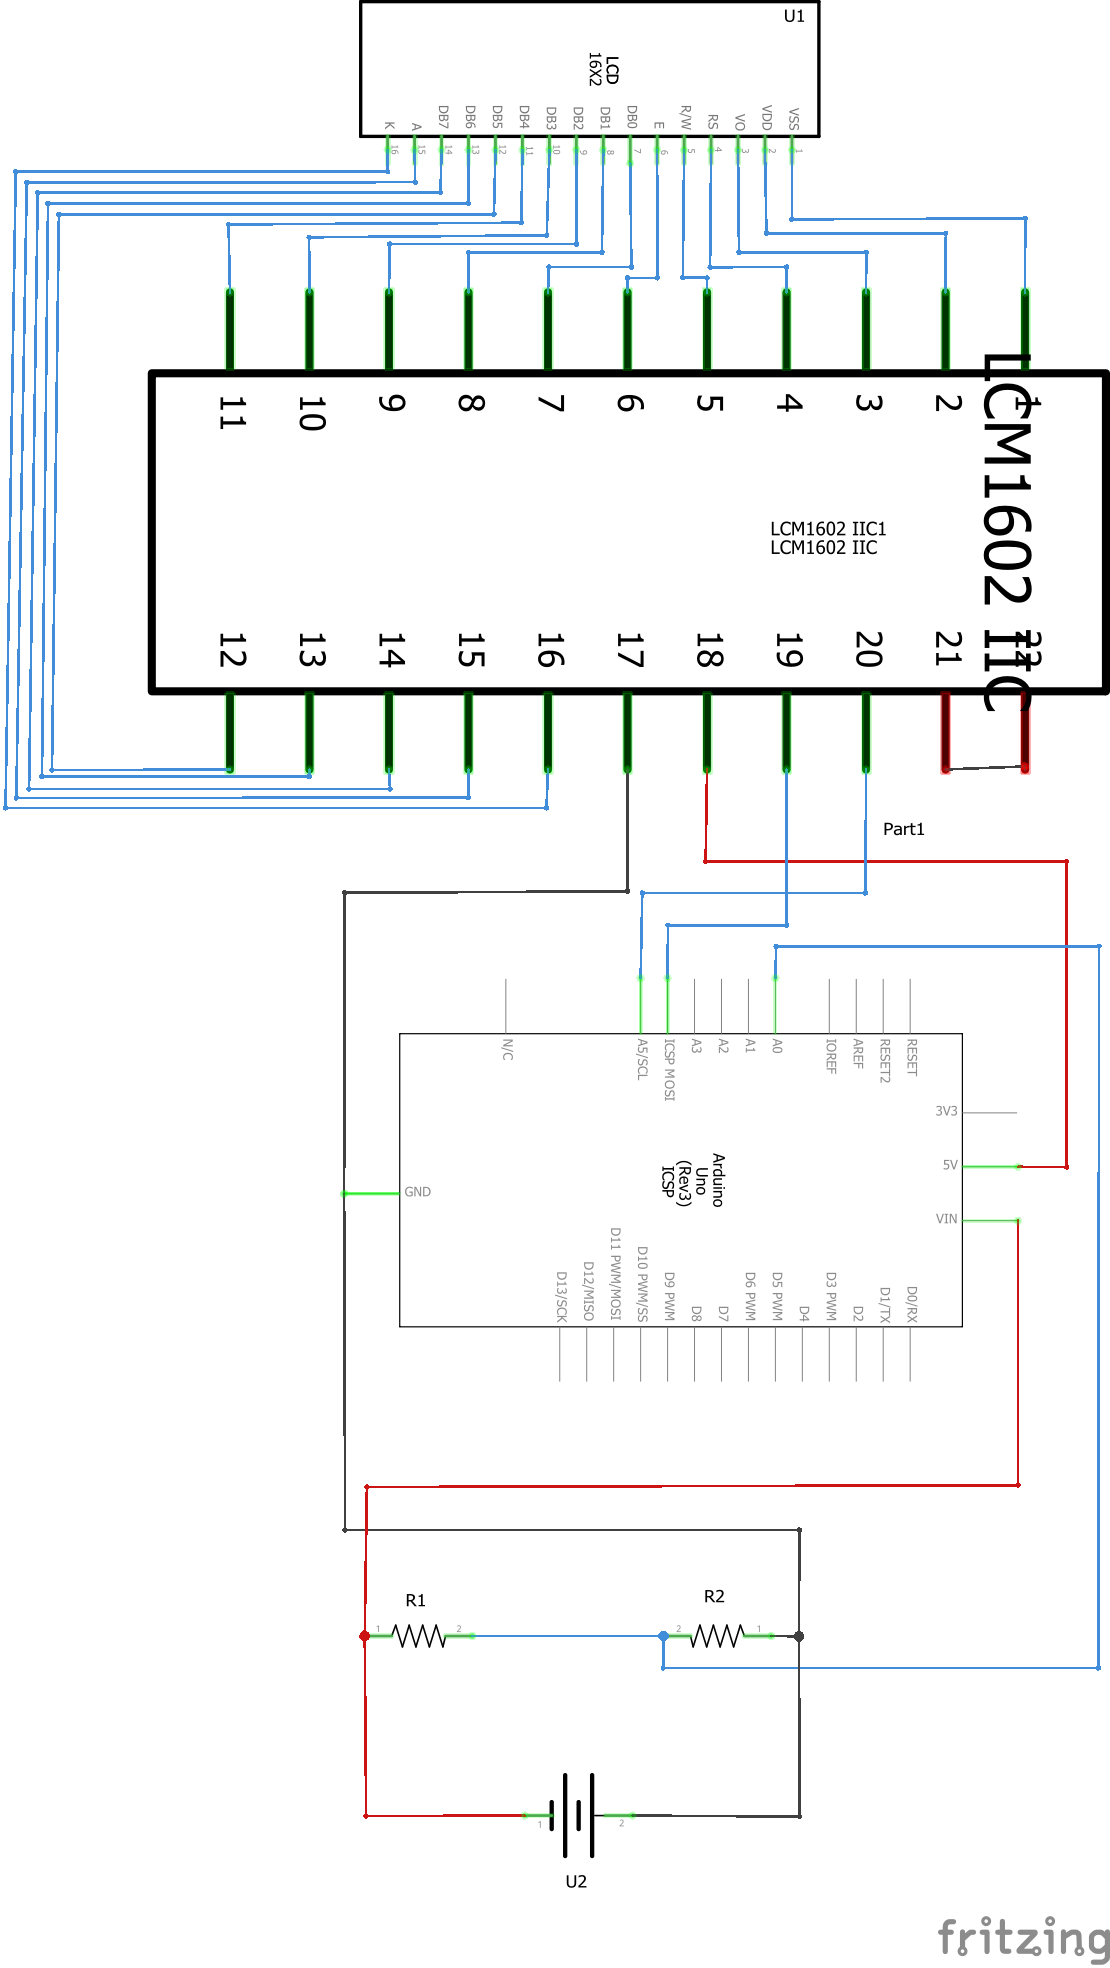 U1
LCD
16X2
K
A
DB7
DB6
DB5
DB4
DB3
DB2
DB1
DB0
E
R/W
RS
VO
VDD
VSS
16
15
14
13
12
11
10
9
8
7
6
5
4
3
2
1
11
10
9
8
7
6
5
4
3
2
1
LCM1602 IIC
LCM1602 IIC1
LCM1602 IIC
12
13
14
15
16
17
18
19
20
21
22
Part1
N/C
A5/SCL
ICSP MOSI
A3
A2
A1
A0
IOREF
AREF
RESET2
RESET
3V3
5V
VIN
GND
Arduino
Uno
(Rev3)
ICSP
D13/SCK
D12/MISO
D11 PWM/MOSI
D10 PWM/SS
D9 PWM
D8
D7
D6 PWM
D5 PWM
D4
D3 PWM
D2
D1/TX
D0/RX
R1
R2
1
2
2
1
1
2
U2
fritzing